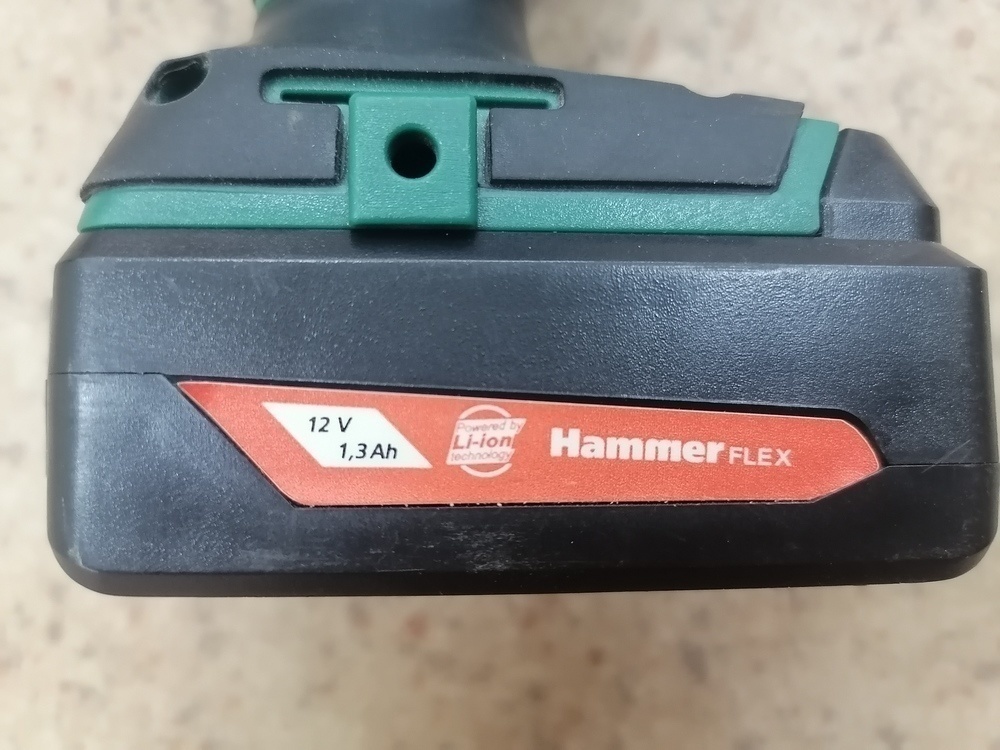 12 V
1,3 Ah
Powered by
Li-ion
technology
Hammer FLEX